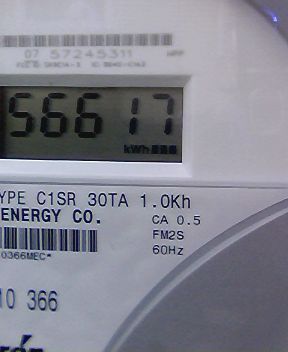 07 57245311
56617
kWh
YPE C1SR 30TA 1.0Kh
ENERGY CO.
CA 0.5
FM2S
60Hz
0366MEC*
10 366
rón